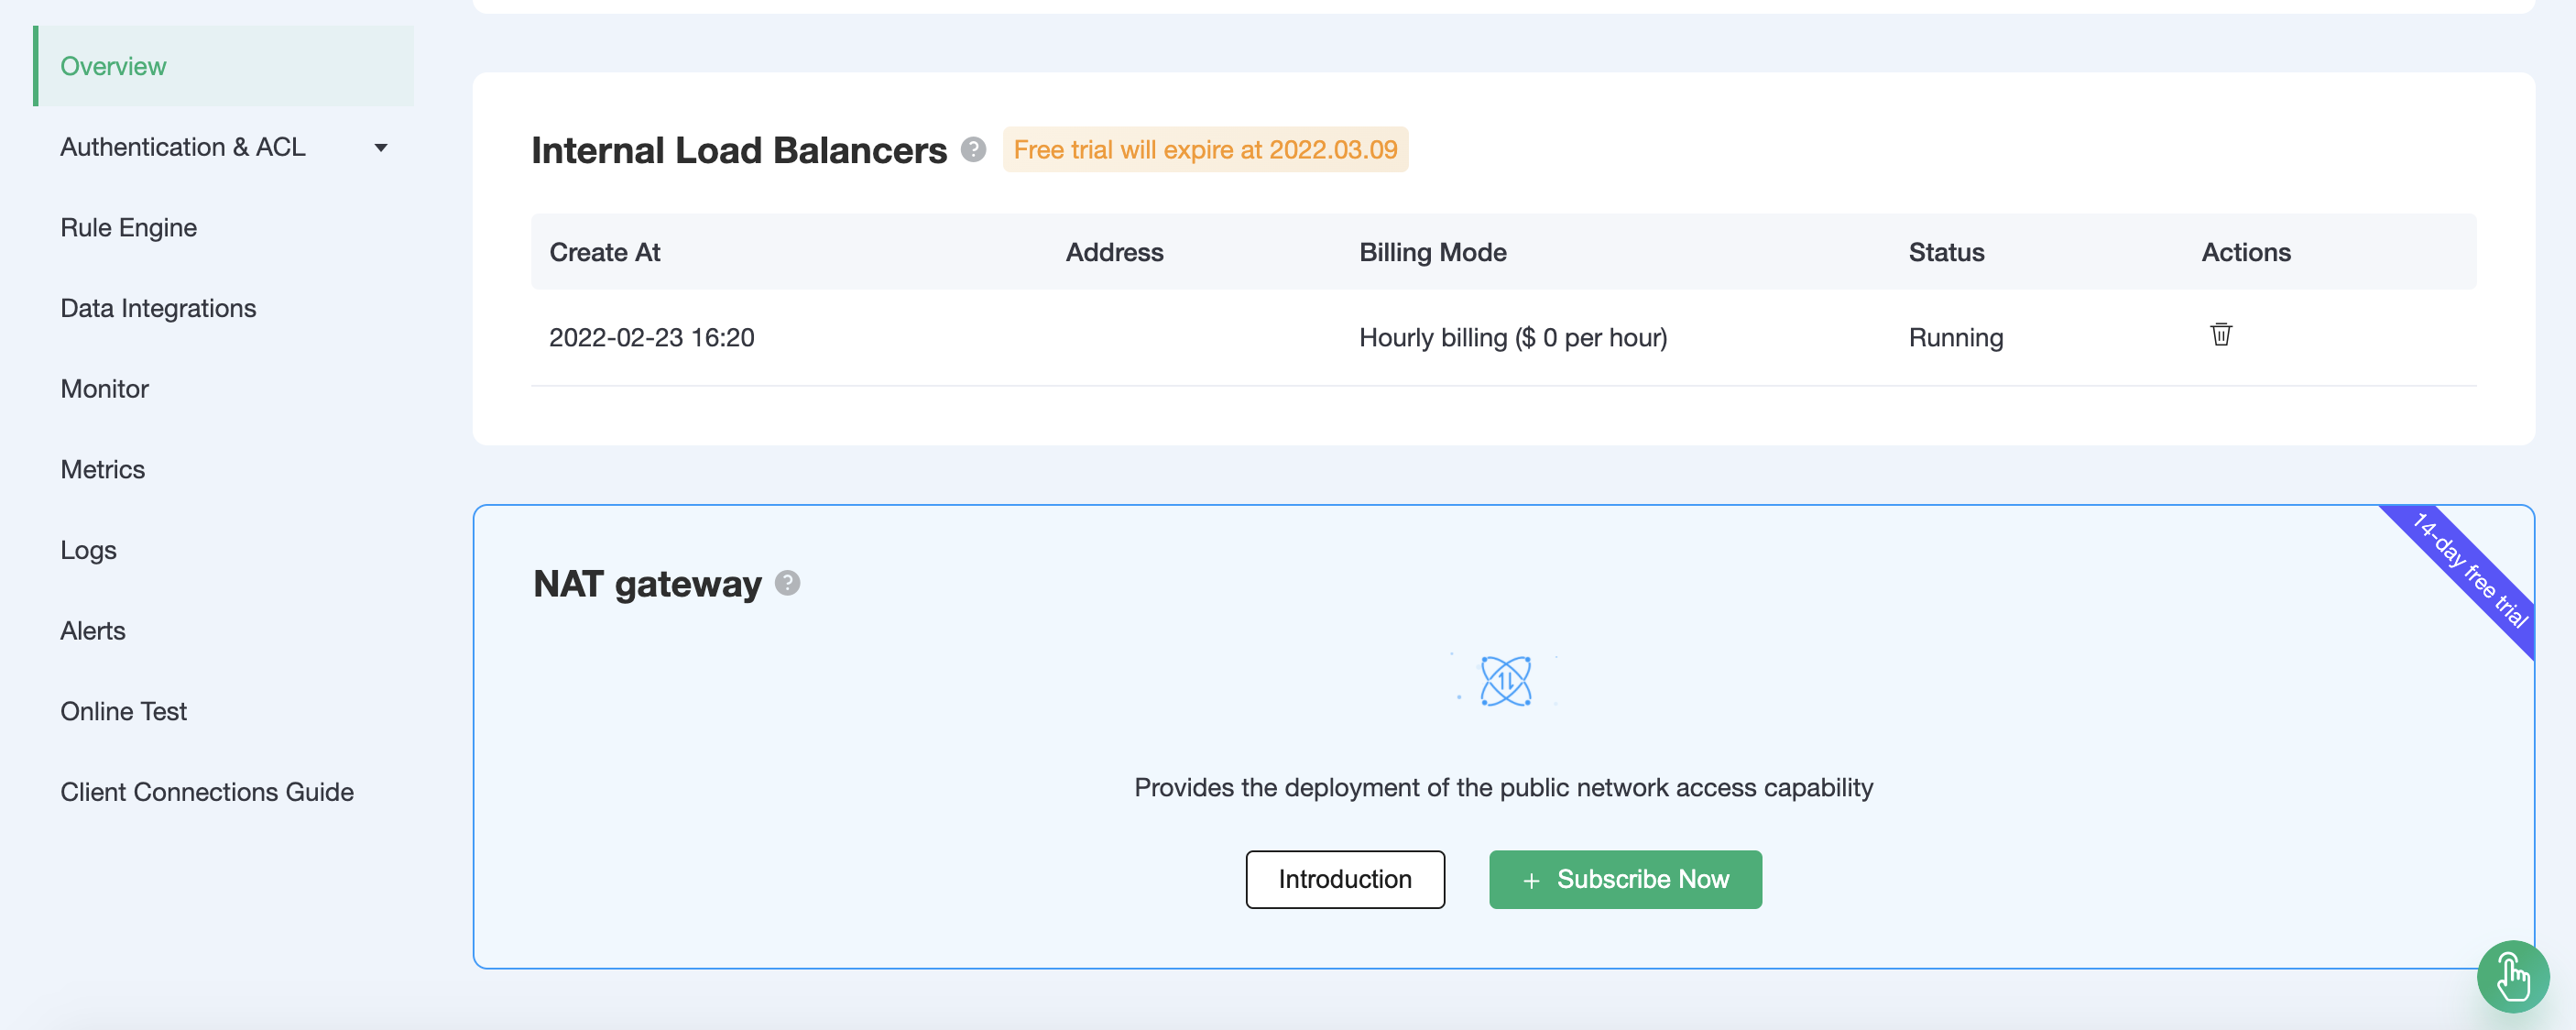 Overview
Authentication & ACL
Rule Engine
Data Integrations
Monitor
Metrics
Logs
Alerts
Online Test
Client Connections Guide
Internal Load Balancers ? Free trial will expire at 2022.03.09
Create At Address Billing Mode Status Actions
2022-02-23 16:20 Hourly billing ($ 0 per hour) Running
NAT gateway ?
14-day free trial
Provides the deployment of the public network access capability
Introduction
+ Subscribe Now